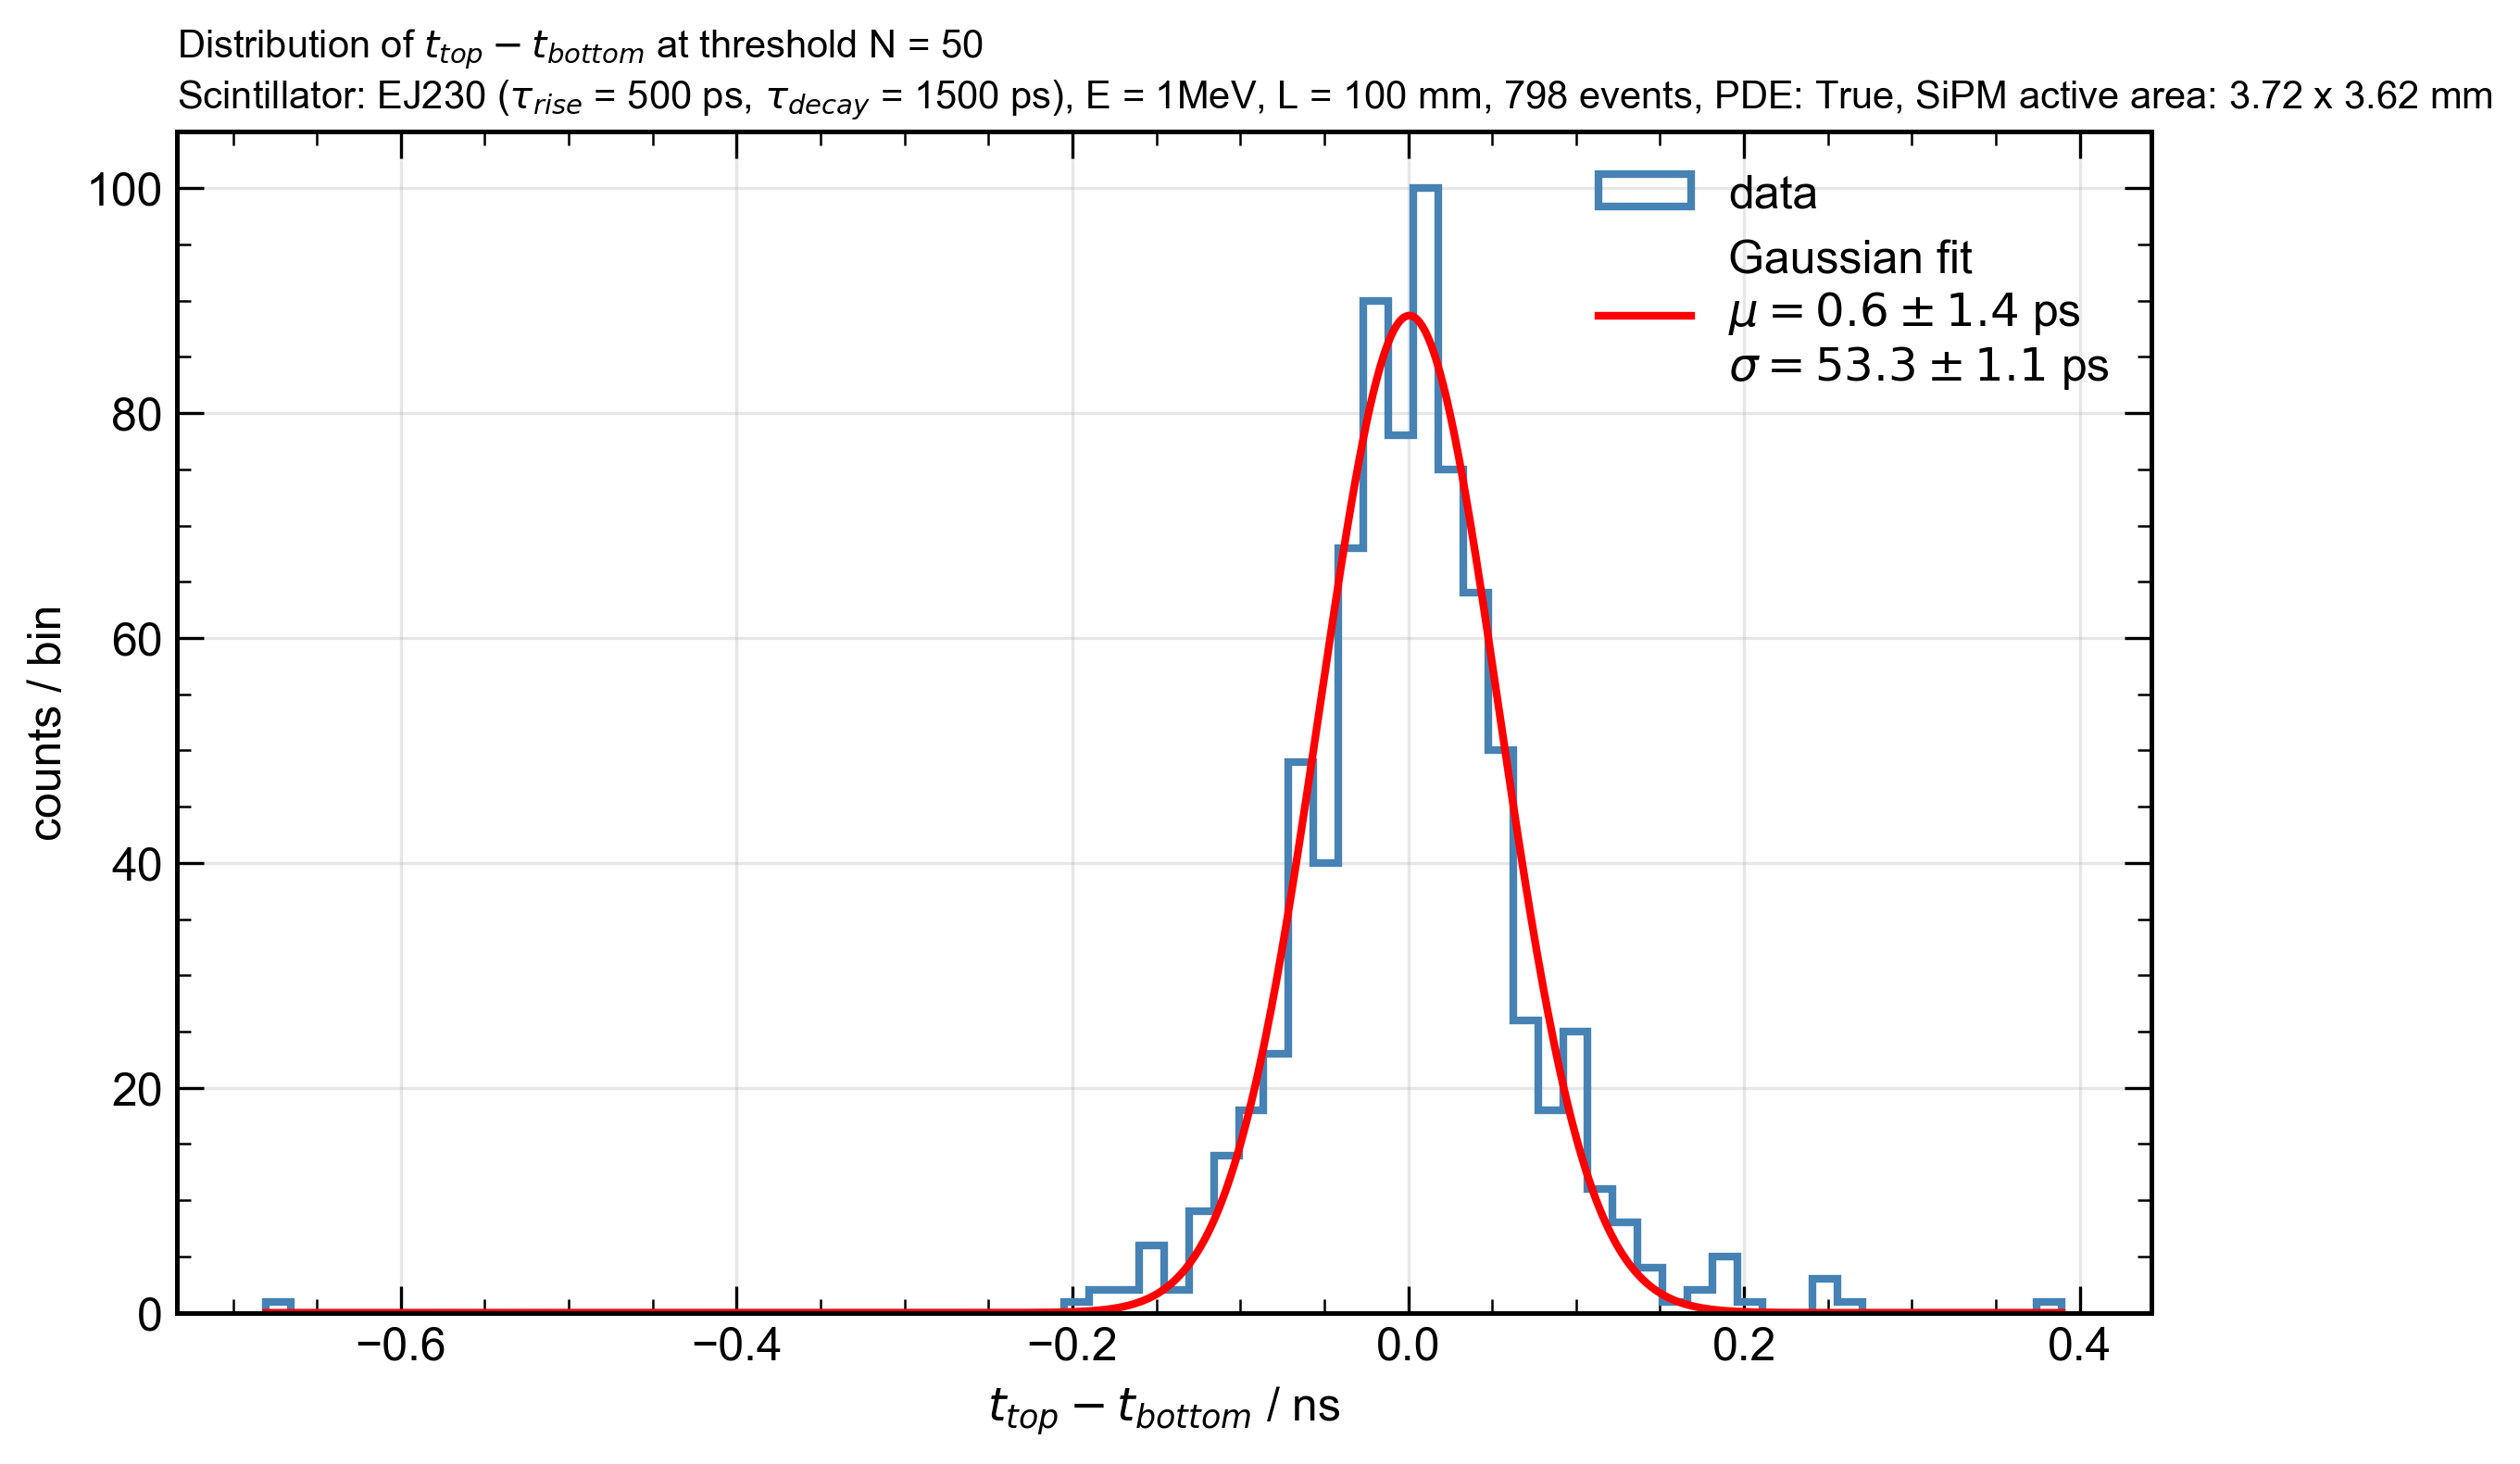 Distribution of t_top − t_bottom at threshold N = 50
Scintillator: EJ230 (τ_rise = 500 ps, τ_decay = 1500 ps), E = 1MeV, L = 100 mm, 798 events, PDE: True, SiPM active area: 3.72 x 3.62 mm
data
Gaussian fit
μ = 0.6 ± 1.4 ps
σ = 53.3 ± 1.1 ps
counts / bin
100
80
60
40
20
0
−0.6 −0.4 −0.2 0.0 0.2 0.4
t_top − t_bottom / ns